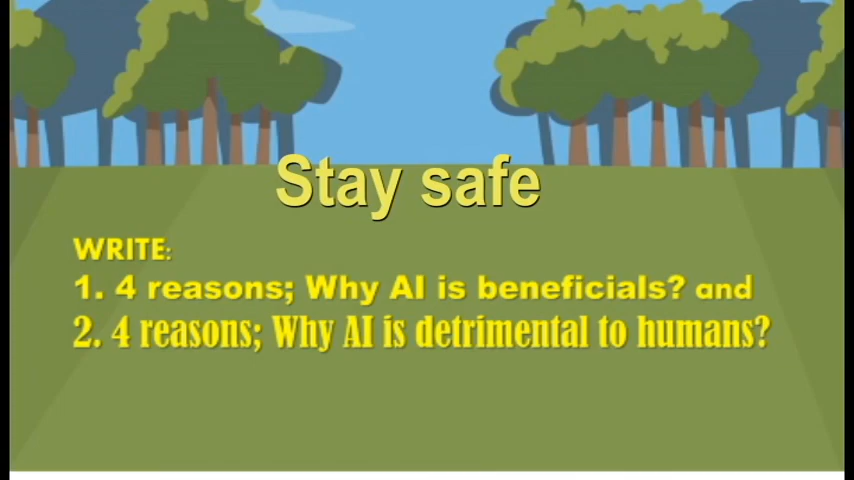 Stay safe
WRITE:
1. 4 reasons; Why AI is beneficials? and
2. 4 reasons; Why AI is detrimental to humans?